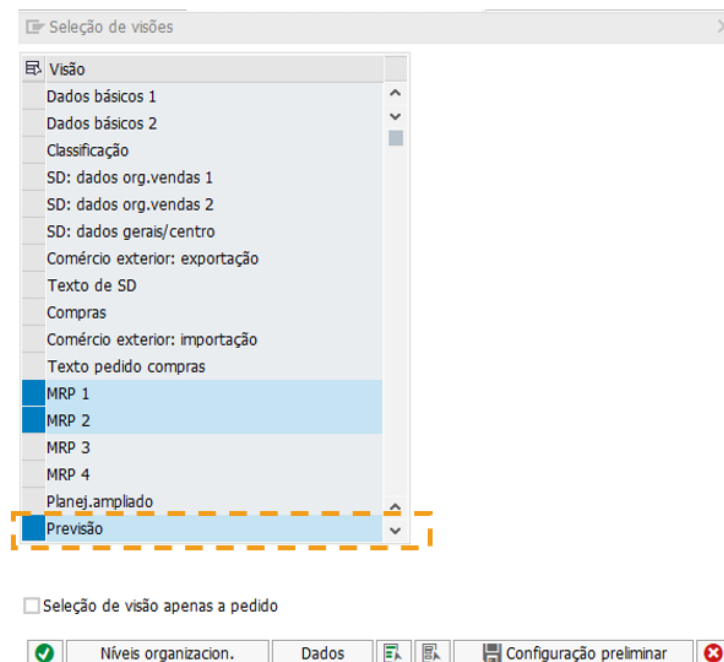 Seleção de visões
Visão
Dados básicos 1
Dados básicos 2
Classificação
SD: dados org.vendas 1
SD: dados org.vendas 2
SD: dados gerais/centro
Comércio exterior: exportação
Texto de SD
Compras
Comércio exterior: importação
Texto pedido compras
MRP 1
MRP 2
MRP 3
MRP 4
Planej.ampliado
Previsão
Seleção de visão apenas a pedido
Níveis organizacion. Dados Configuração preliminar